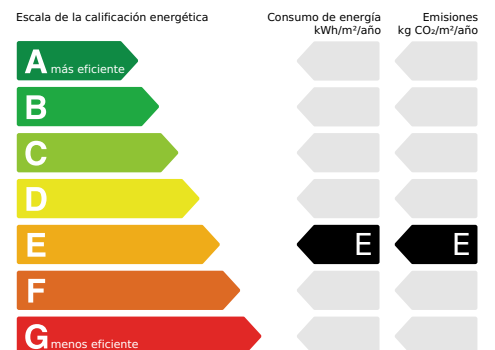 Escala de la calificación energética
Consumo de energía
kWh/m²/año
Emisiones
kg CO₂/m²/año
A más eficiente
B
C
D
E E E
F
G menos eficiente